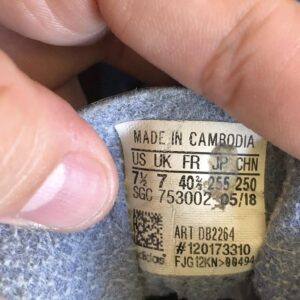 MADE IN CAMBODIA
US UK FR JP CHN
7½ 7 40⅔ 255 250
SGC 753002 05/18
ART DB2264
#120173310
adidas FJG12KN>00494